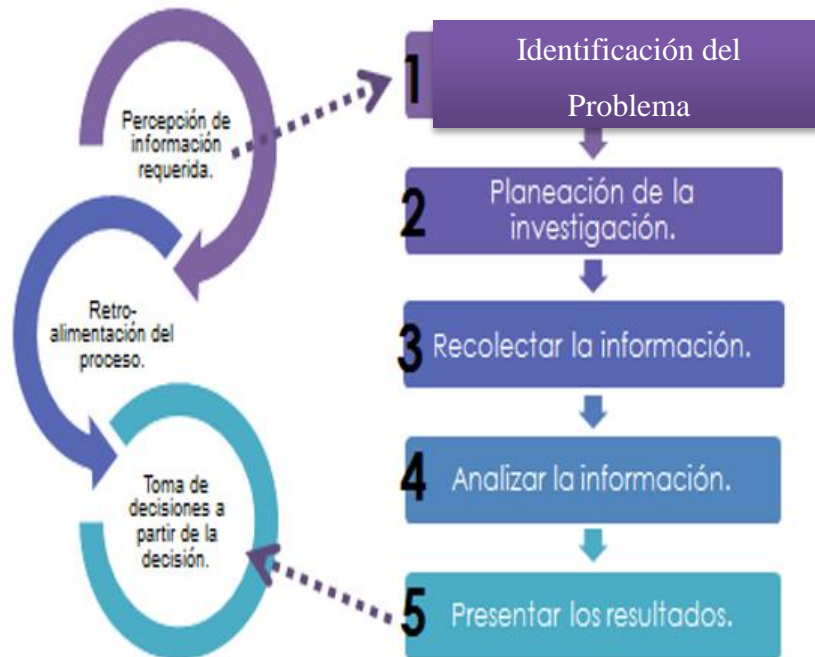 Percepción de
información
requerida.
Retro-
alimentación del
proceso.
Toma de
decisiones a
partir de la
decisión.
1
Identificación del
Problema
2
Planeación de la
investigación.
3
Recolectar la información.
4
Analizar la información.
5
Presentar los resultados.